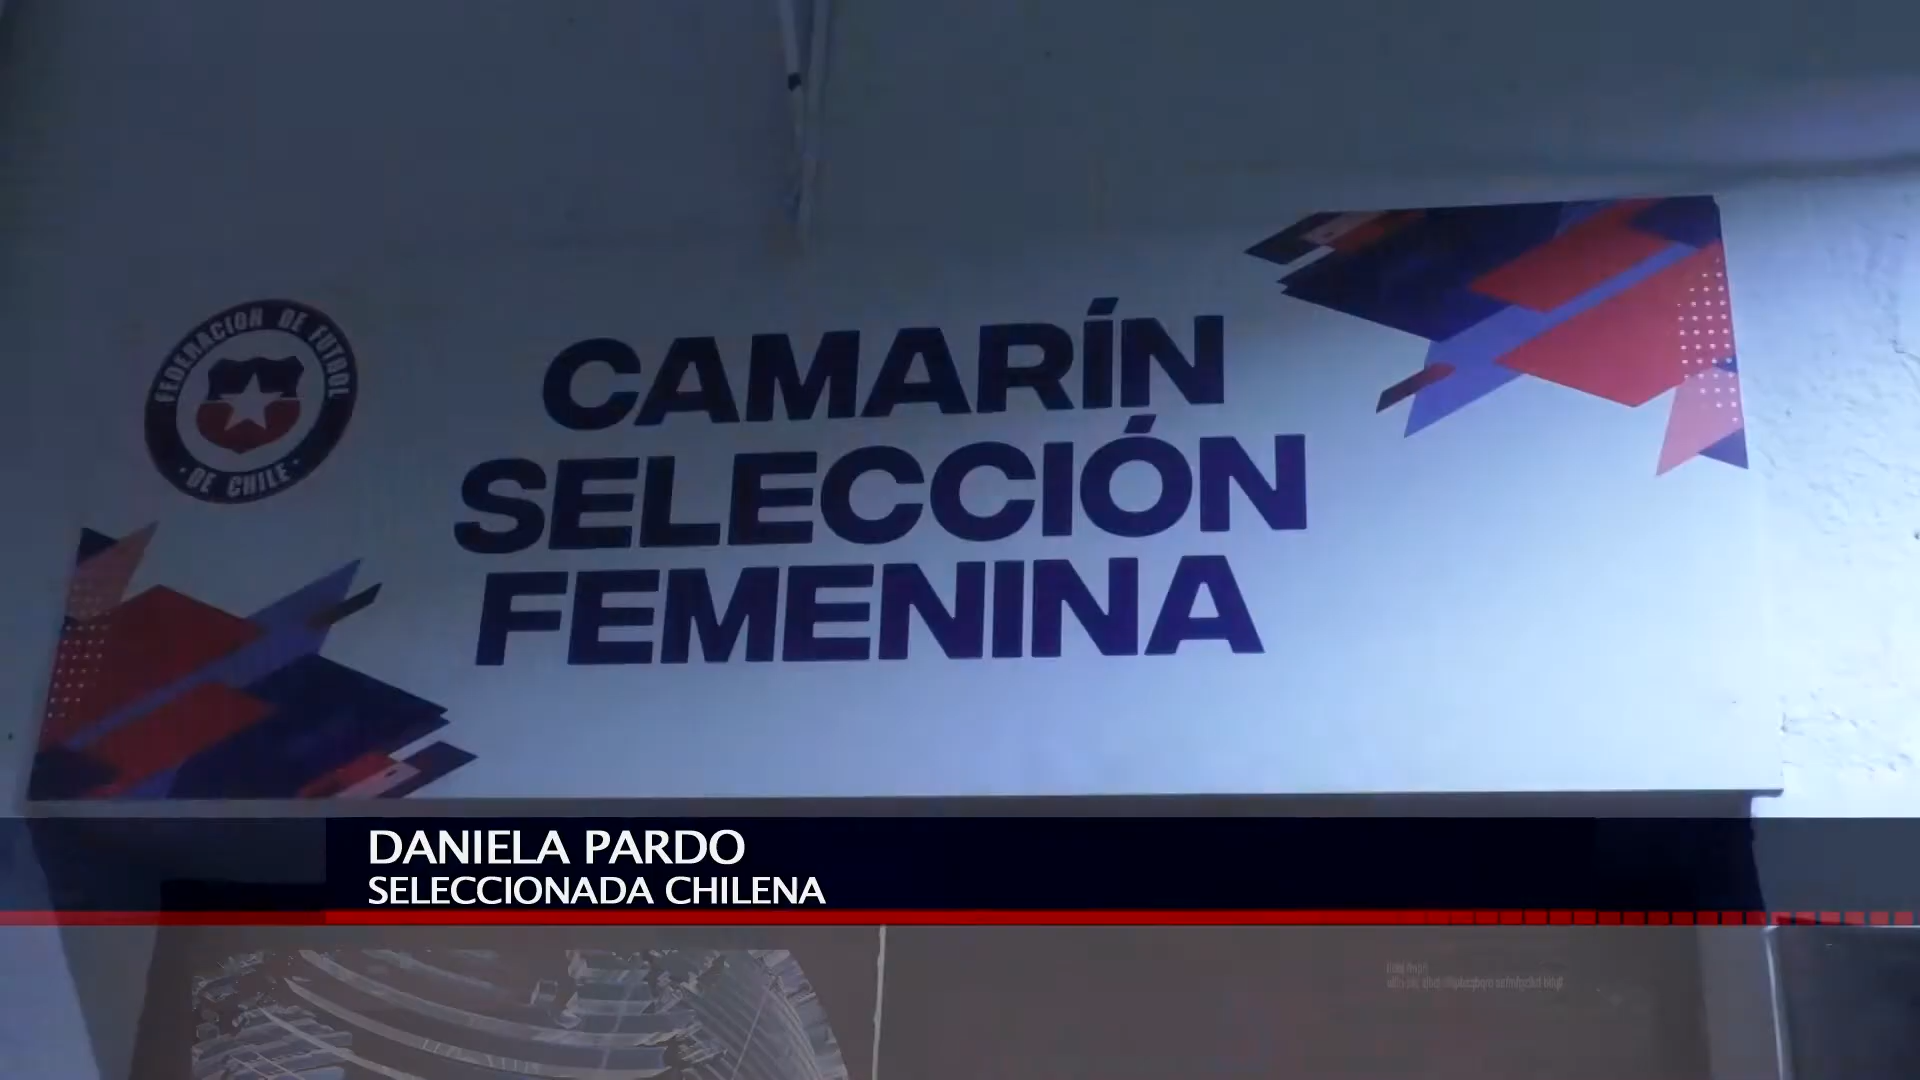 FEDERACION DE FUTBOL
· DE CHILE ·
CAMARÍN
SELECCIÓN
FEMENINA
DANIELA PARDO
SELECCIONADA CHILENA